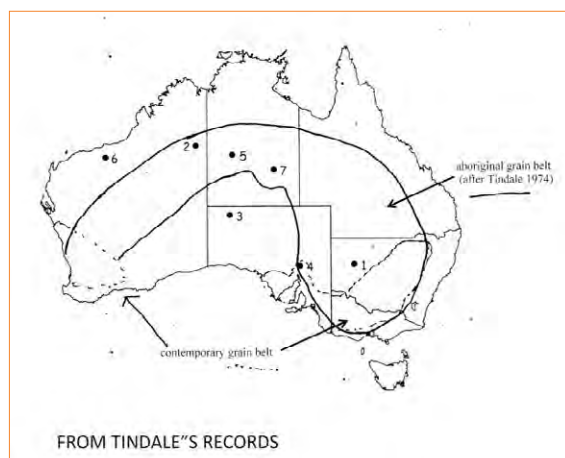 6
2
5
7
aboriginal grain belt
(after Tindale 1974)
3
4
1
contemporary grain belt
FROM TINDALE"S RECORDS